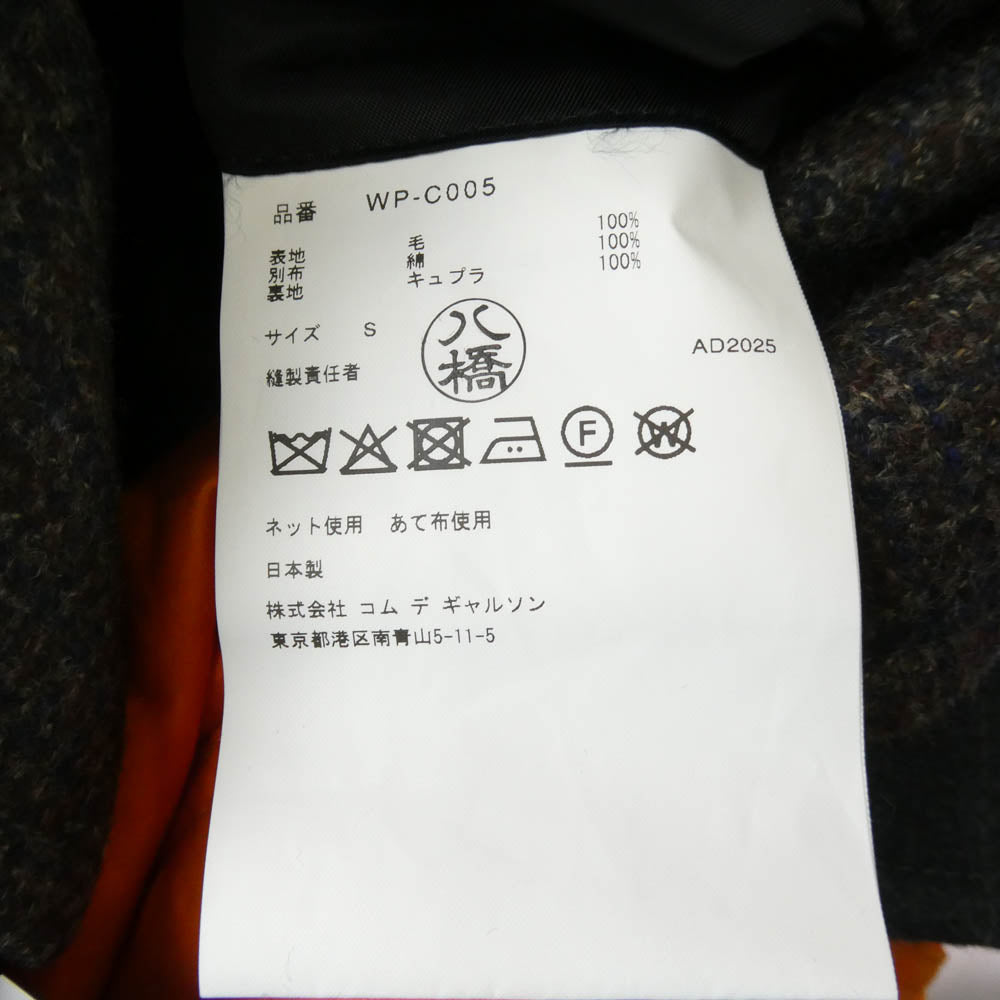 品番 WP-C005
表地 毛 100%
別布 綿 100%
裏地 キュプラ 100%
サイズ S
八橋
AD2025
縫製責任者
F
W
ネット使用 あて布使用
日本製
株式会社 コム デ ギャルソン
東京都港区南青山5-11-5